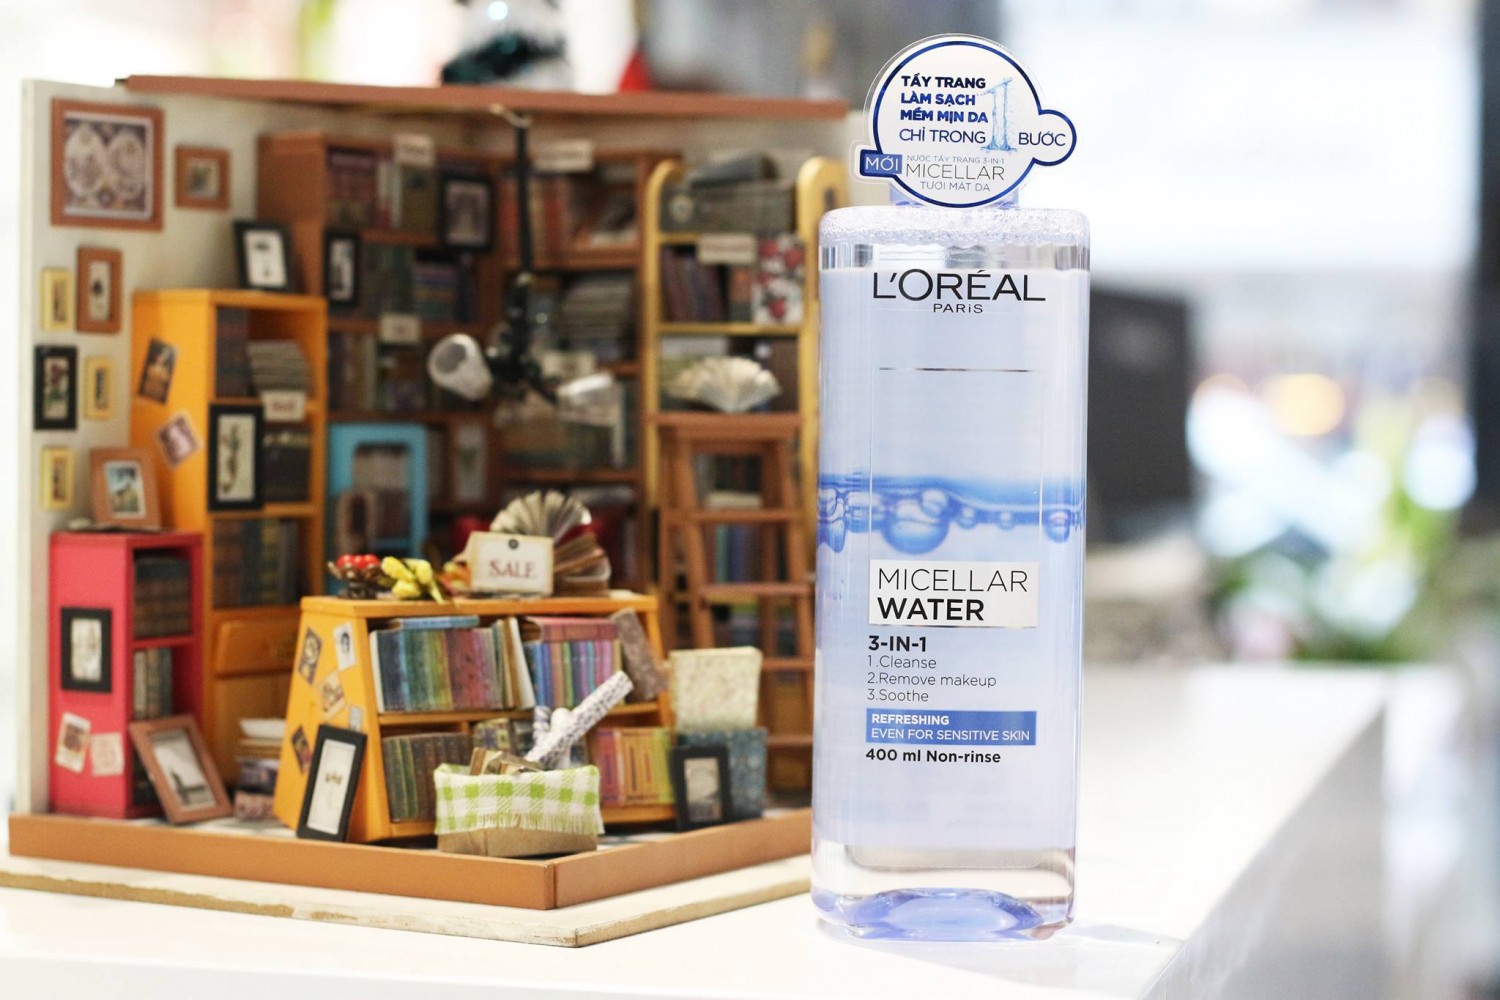 TẨY TRANG
LÀM SẠCH
MỀM MỊN DA
CHỈ TRONG 1 BƯỚC
MỚI
NƯỚC TẨY TRANG 3-IN-1
MICELLAR
TƯƠI MÁT DA
L'ORÉAL
PARIS
MICELLAR
WATER
3-IN-1
1.Cleanse
2.Remove makeup
3.Soothe
REFRESHING
EVEN FOR SENSITIVE SKIN
400 ml Non-rinse
SALE